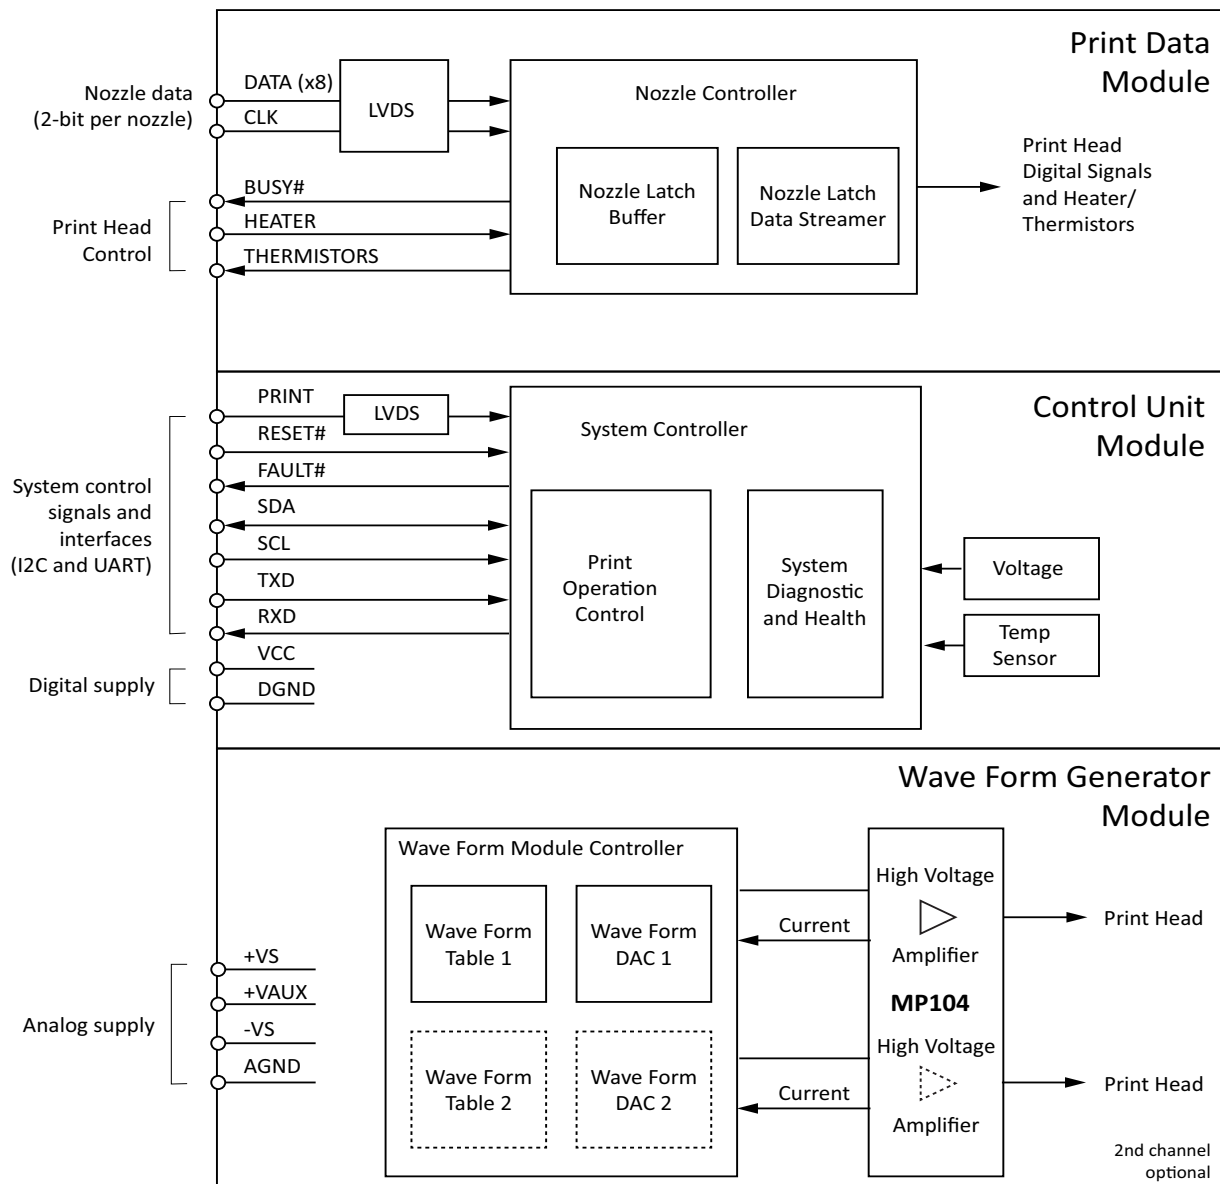 Print Data
Module
Nozzle data
(2-bit per nozzle)
DATA (x8)
CLK
LVDS
Nozzle Controller
Nozzle Latch
Buffer
Nozzle Latch
Data Streamer
Print Head
Digital Signals
and Heater/
Thermistors
Print Head
Control
BUSY#
HEATER
THERMISTORS
Control Unit
Module
System control
signals and
interfaces
(I2C and UART)
PRINT
LVDS
RESET#
FAULT#
SDA
SCL
TXD
RXD
System Controller
Print
Operation
Control
System
Diagnostic
and Health
Voltage
Temp
Sensor
Digital supply
VCC
DGND
Wave Form Generator
Module
Wave Form Module Controller
Wave Form
Table 1
Wave Form
DAC 1
Wave Form
Table 2
Wave Form
DAC 2
Current
Current
High Voltage
Amplifier
MP104
High Voltage
Amplifier
Print Head
Print Head
Analog supply
+VS
+VAUX
-VS
AGND
2nd channel
optional